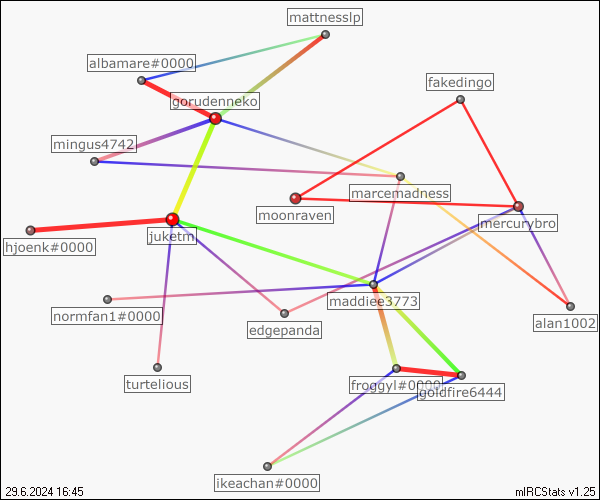 mattnesslp
albamare#0000
fakedingo
gorudenneko
mingus4742
marcemadness
moonraven
mercurybro
juketm
hjoenk#0000
maddiee3773
normfan1#0000
edgepanda
alan1002
turtelious
froggyl#0000
goldfire6444
ikeachan#0000
29.6.2024 16:45
mIRCStats v1.25